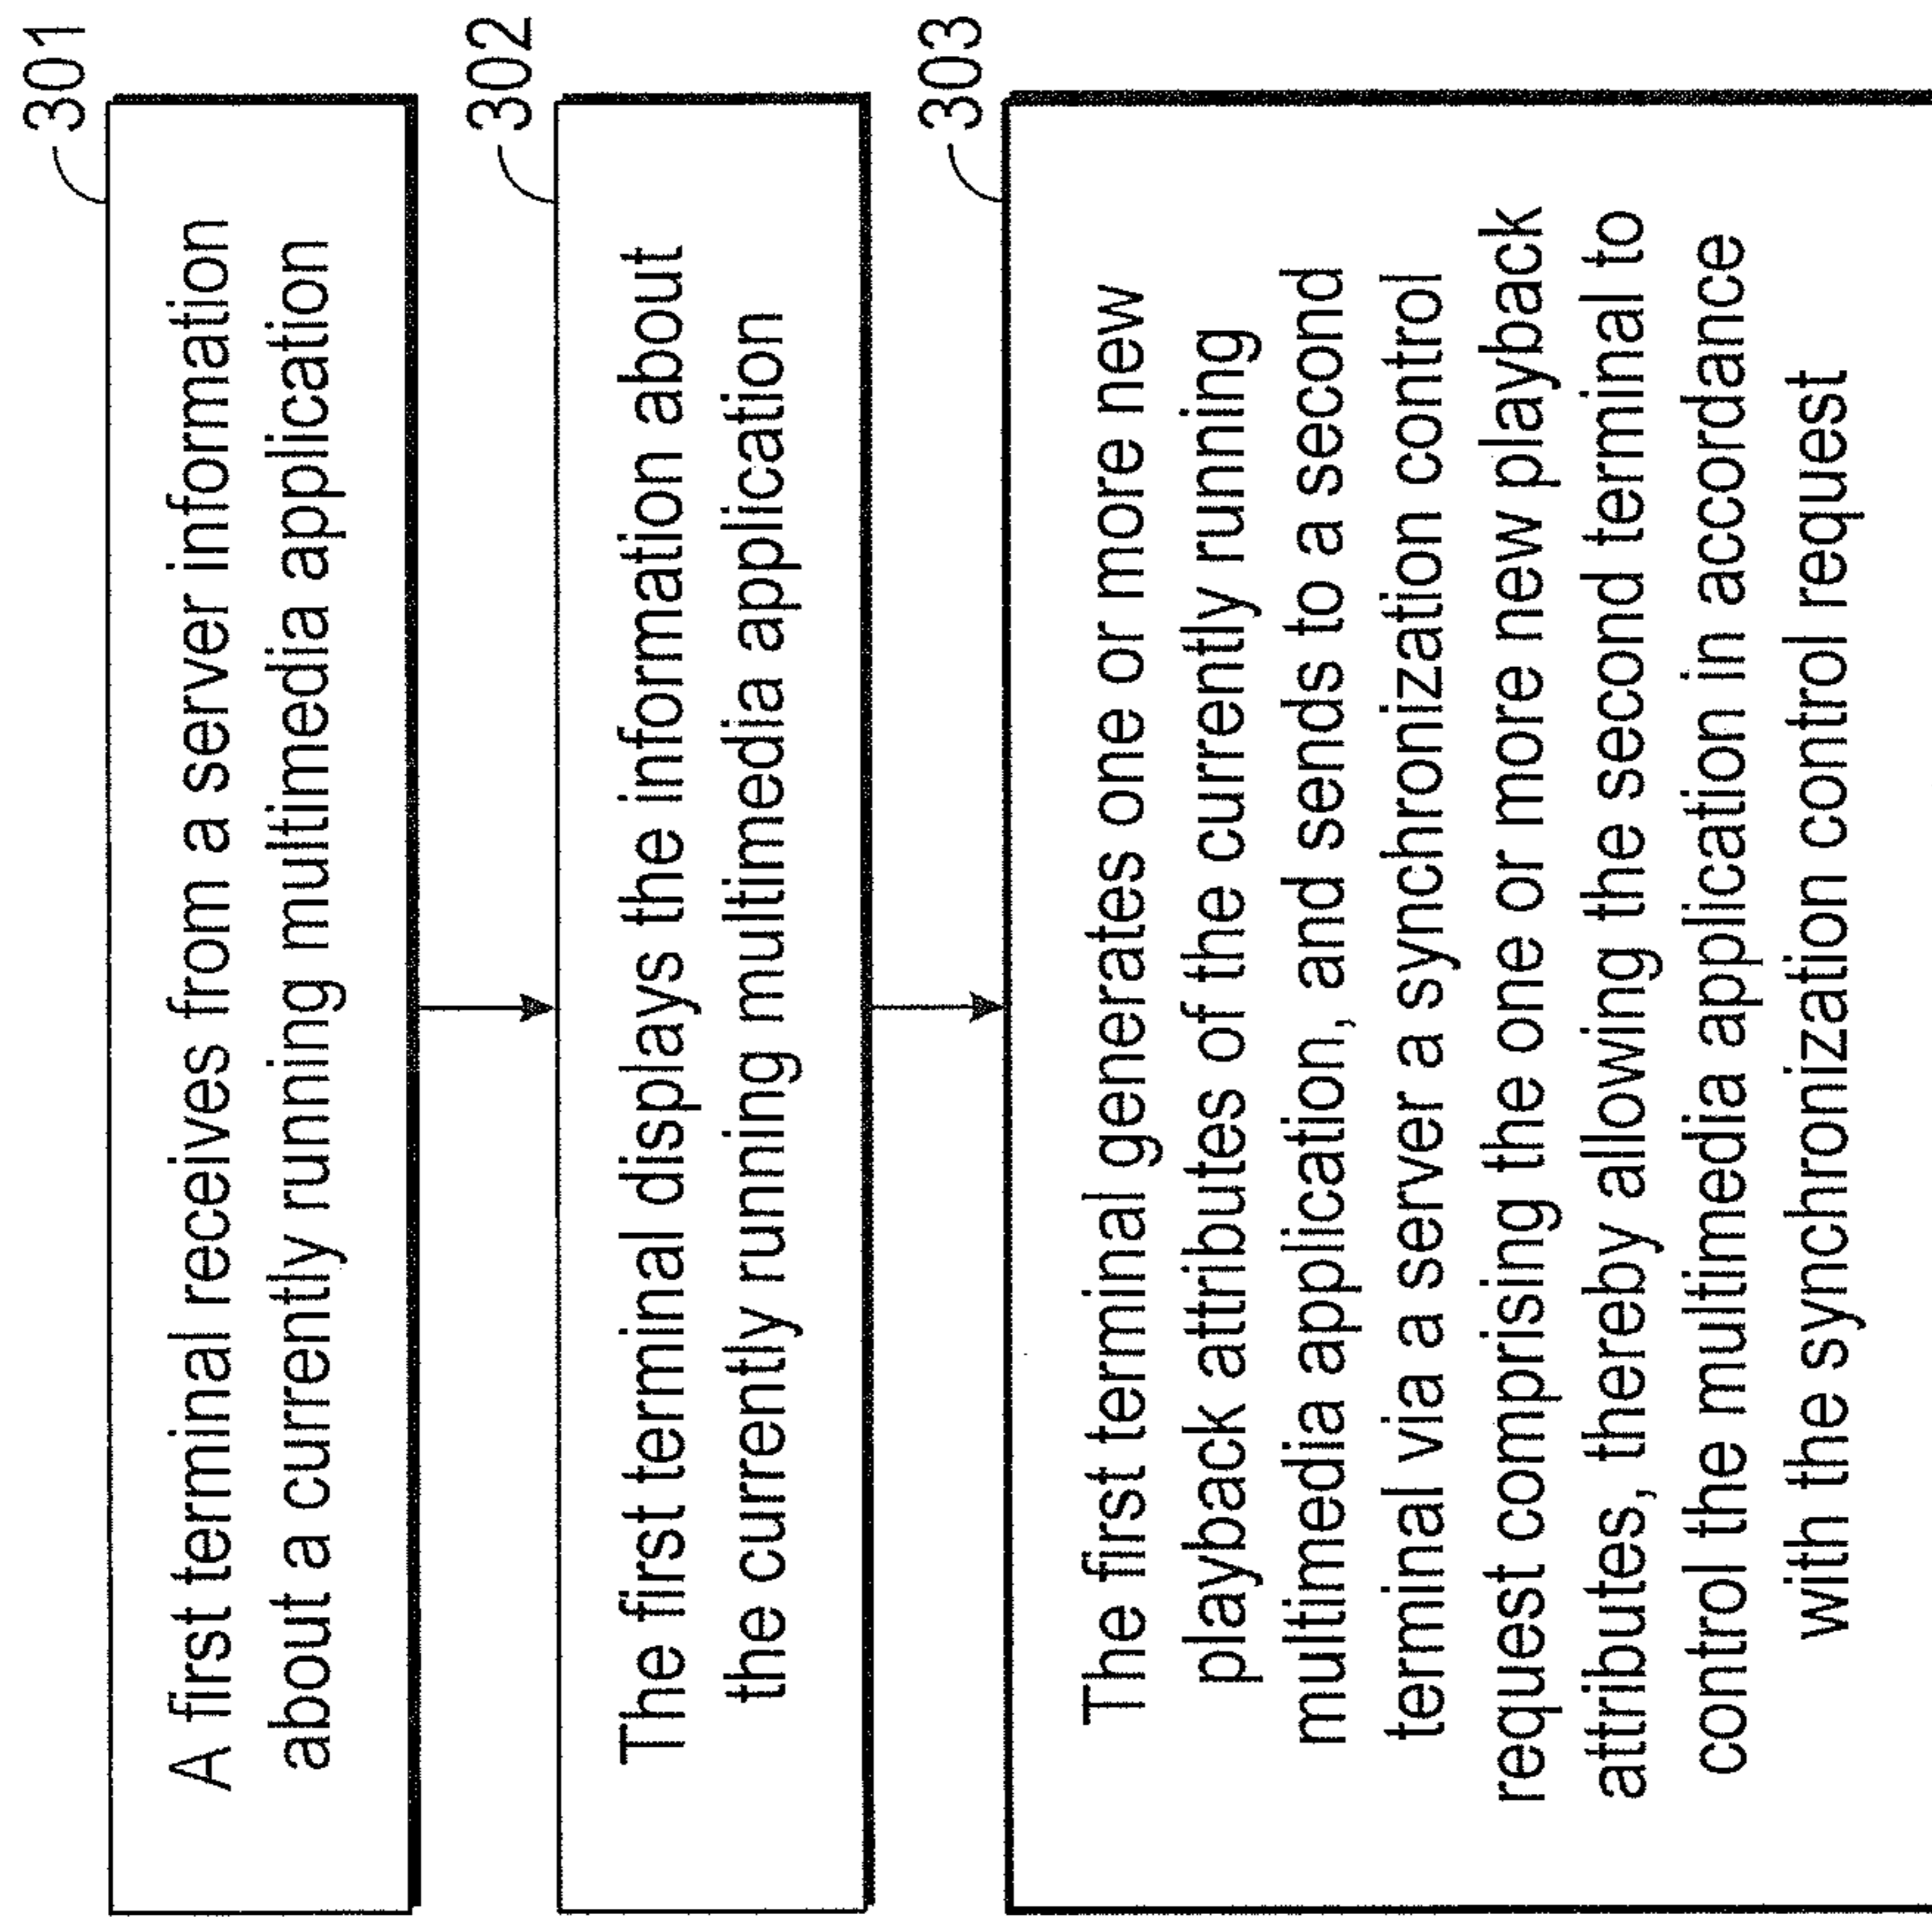 301
A first terminal receives from a server information
about a currently running multimedia application
302
The first terminal displays the information about
the currently running multimedia application
303
The first terminal generates one or more new
playback attributes of the currently running
multimedia application, and sends to a second
terminal via a server a synchronization control
request comprising the one or more new playback
attributes, thereby allowing the second terminal to
control the multimedia application in accordance
with the synchronization control request